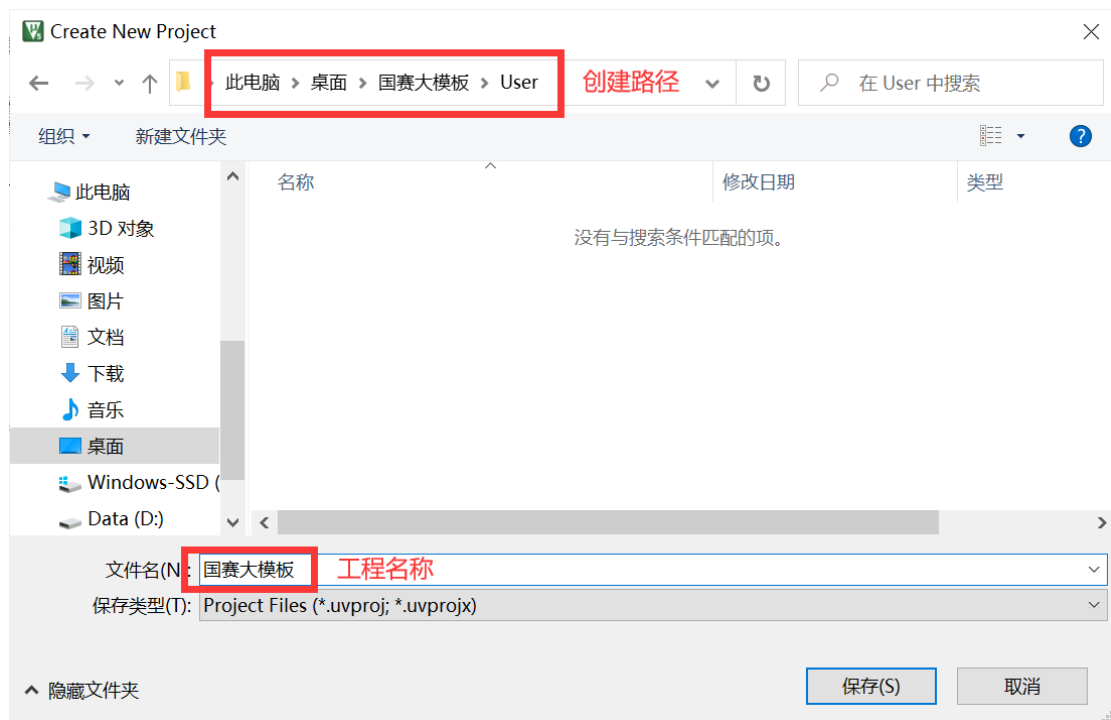 Create New Project
此电脑 > 桌面 > 国赛大模板 > User 创建路径 在 User 中搜索
组织 新建文件夹
名称 修改日期 类型
没有与搜索条件匹配的项。
此电脑
3D 对象
视频
图片
文档
下载
音乐
桌面
Windows-SSD (
Data (D:)
文件名(N : 国赛大模板 工程名称
保存类型(T): Project Files (*.uvproj; *.uvprojx)
隐藏文件夹 保存(S) 取消